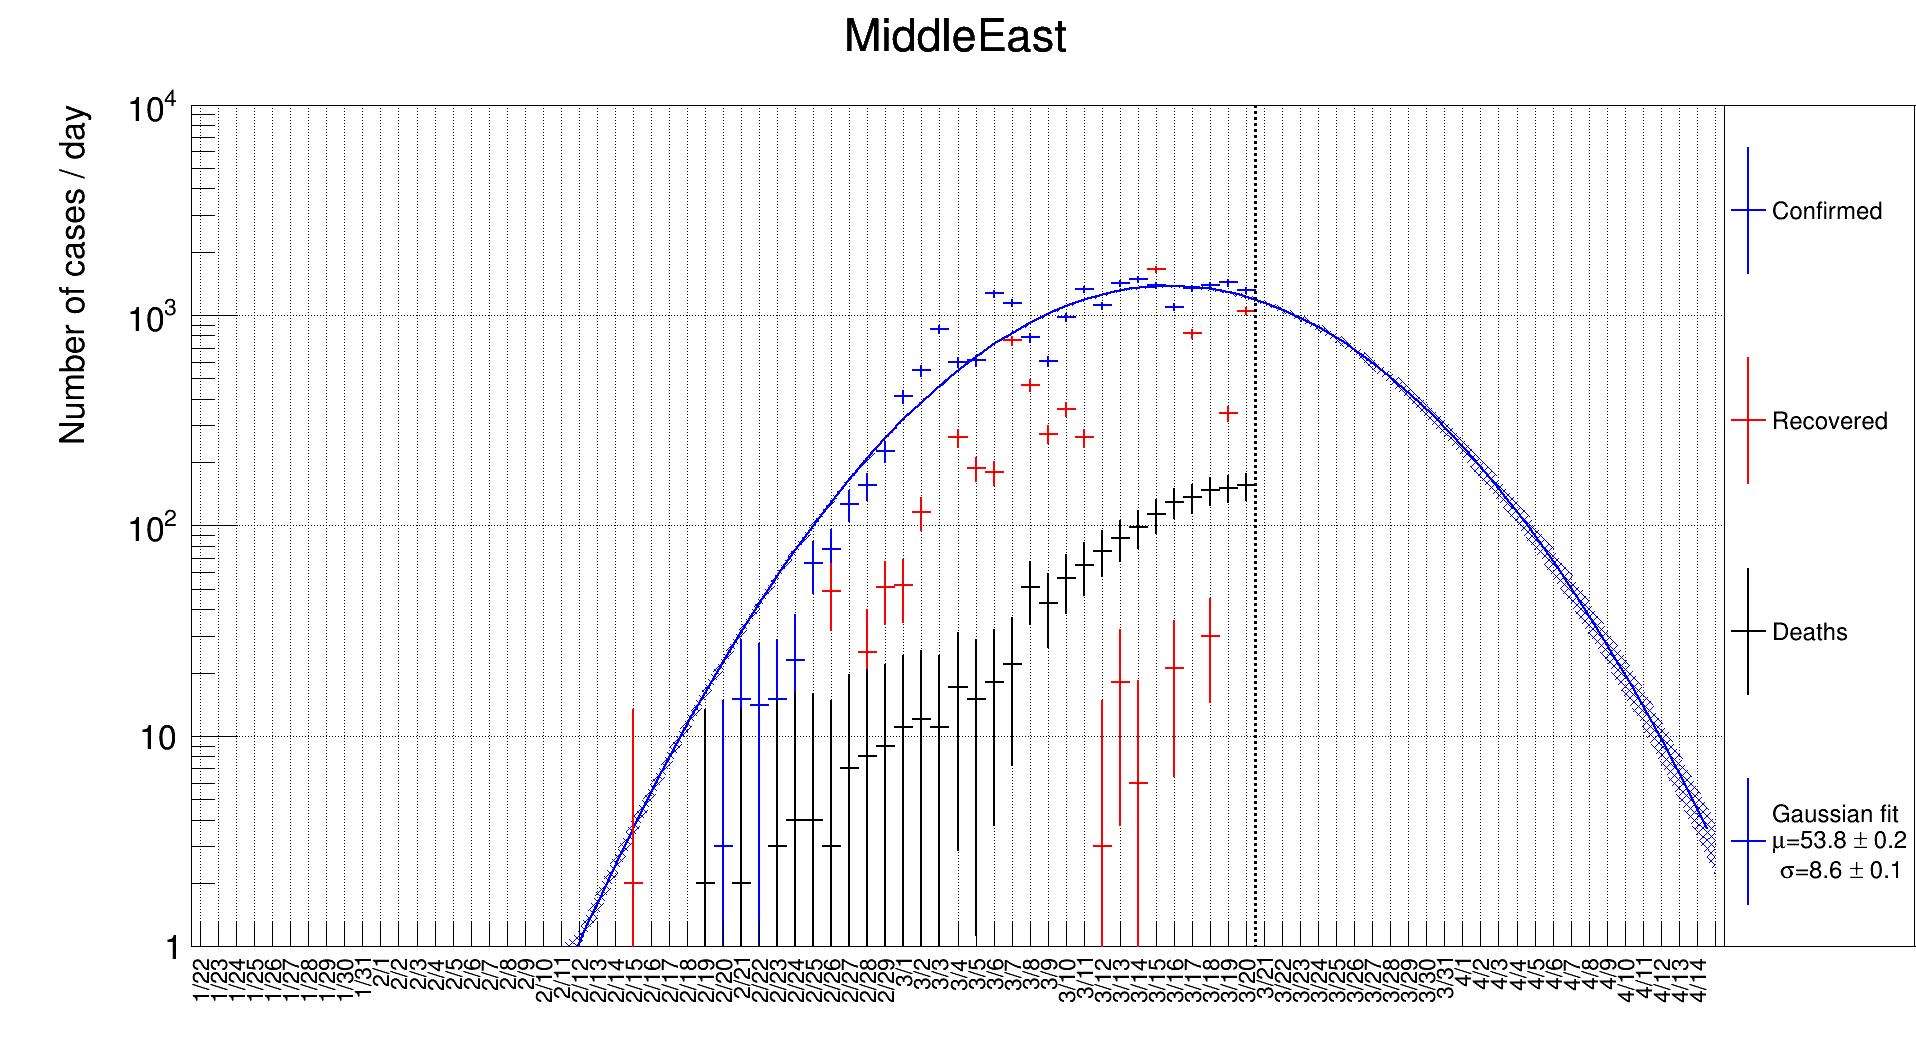 MiddleEast
Number of cases / day
10^4
10^3
10^2
10
1
1/22 1/23 1/24 1/25 1/26 1/27 1/28 1/29 1/30 1/31 2/1 2/2 2/3 2/4 2/5 2/6 2/7 2/8 2/9 2/10 2/11 2/12 2/13 2/14 2/15 2/16 2/17 2/18 2/19 2/20 2/21 2/22 2/23 2/24 2/25 2/26 2/27 2/28 2/29 3/1 3/2 3/3 3/4 3/5 3/6 3/7 3/8 3/9 3/10 3/11 3/12 3/13 3/14 3/15 3/16 3/17 3/18 3/19 3/20 3/21 3/22 3/23 3/24 3/25 3/26 3/27 3/28 3/29 3/30 3/31 4/1 4/2 4/3 4/4 4/5 4/6 4/7 4/8 4/9 4/10 4/11 4/12 4/13 4/14
Confirmed
Recovered
Deaths
Gaussian fit
μ=53.8 ± 0.2
σ=8.6 ± 0.1